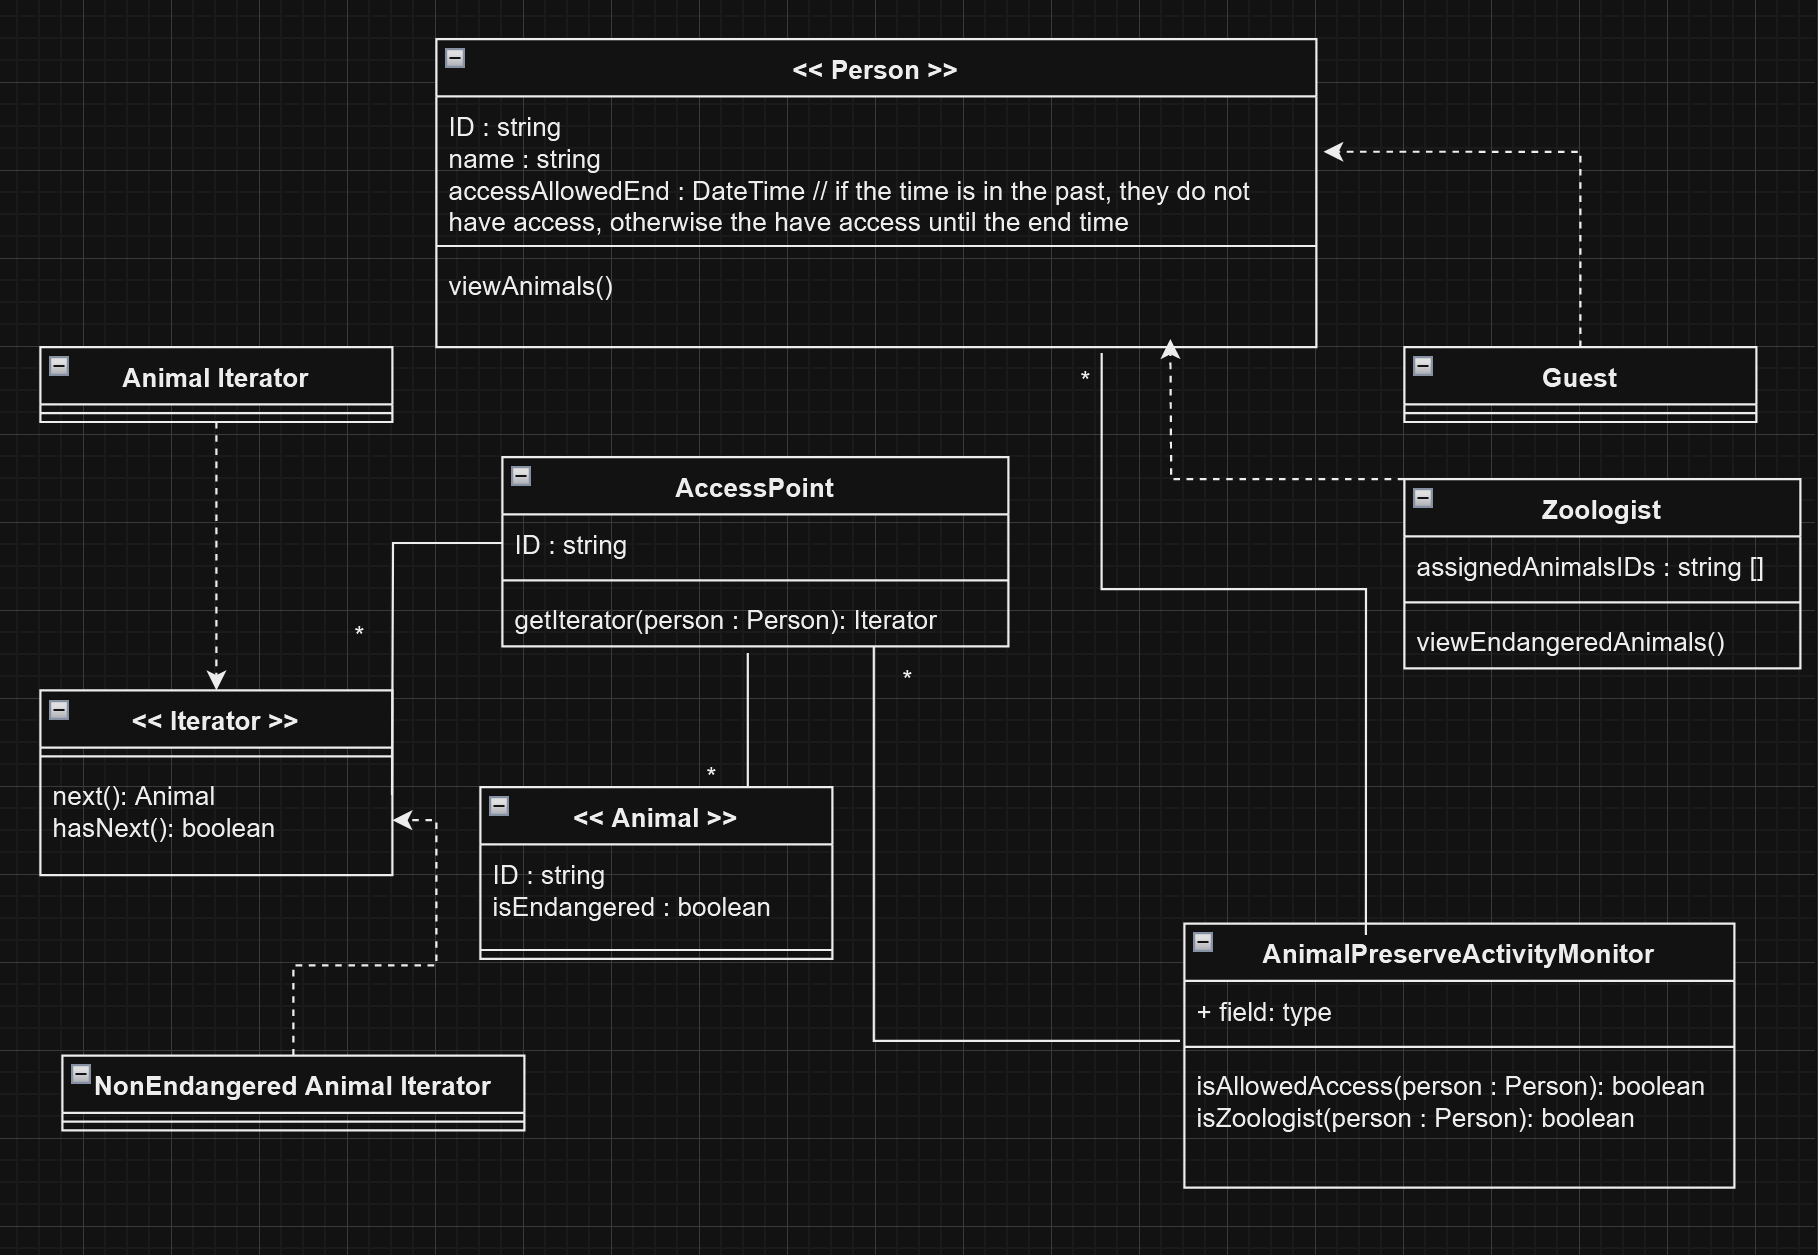 << Person >>
ID : string
name : string
accessAllowedEnd : DateTime // if the time is in the past, they do not
have access, otherwise the have access until the end time
viewAnimals()
Animal Iterator
*
Guest
AccessPoint
ID : string
getIterator(person : Person): Iterator
Zoologist
assignedAnimalsIDs : string []
viewEndangeredAnimals()
*
*
<< Iterator >>
next(): Animal
hasNext(): boolean
*
<< Animal >>
ID : string
isEndangered : boolean
AnimalPreserveActivityMonitor
+ field: type
isAllowedAccess(person : Person): boolean
isZoologist(person : Person): boolean
NonEndangered Animal Iterator